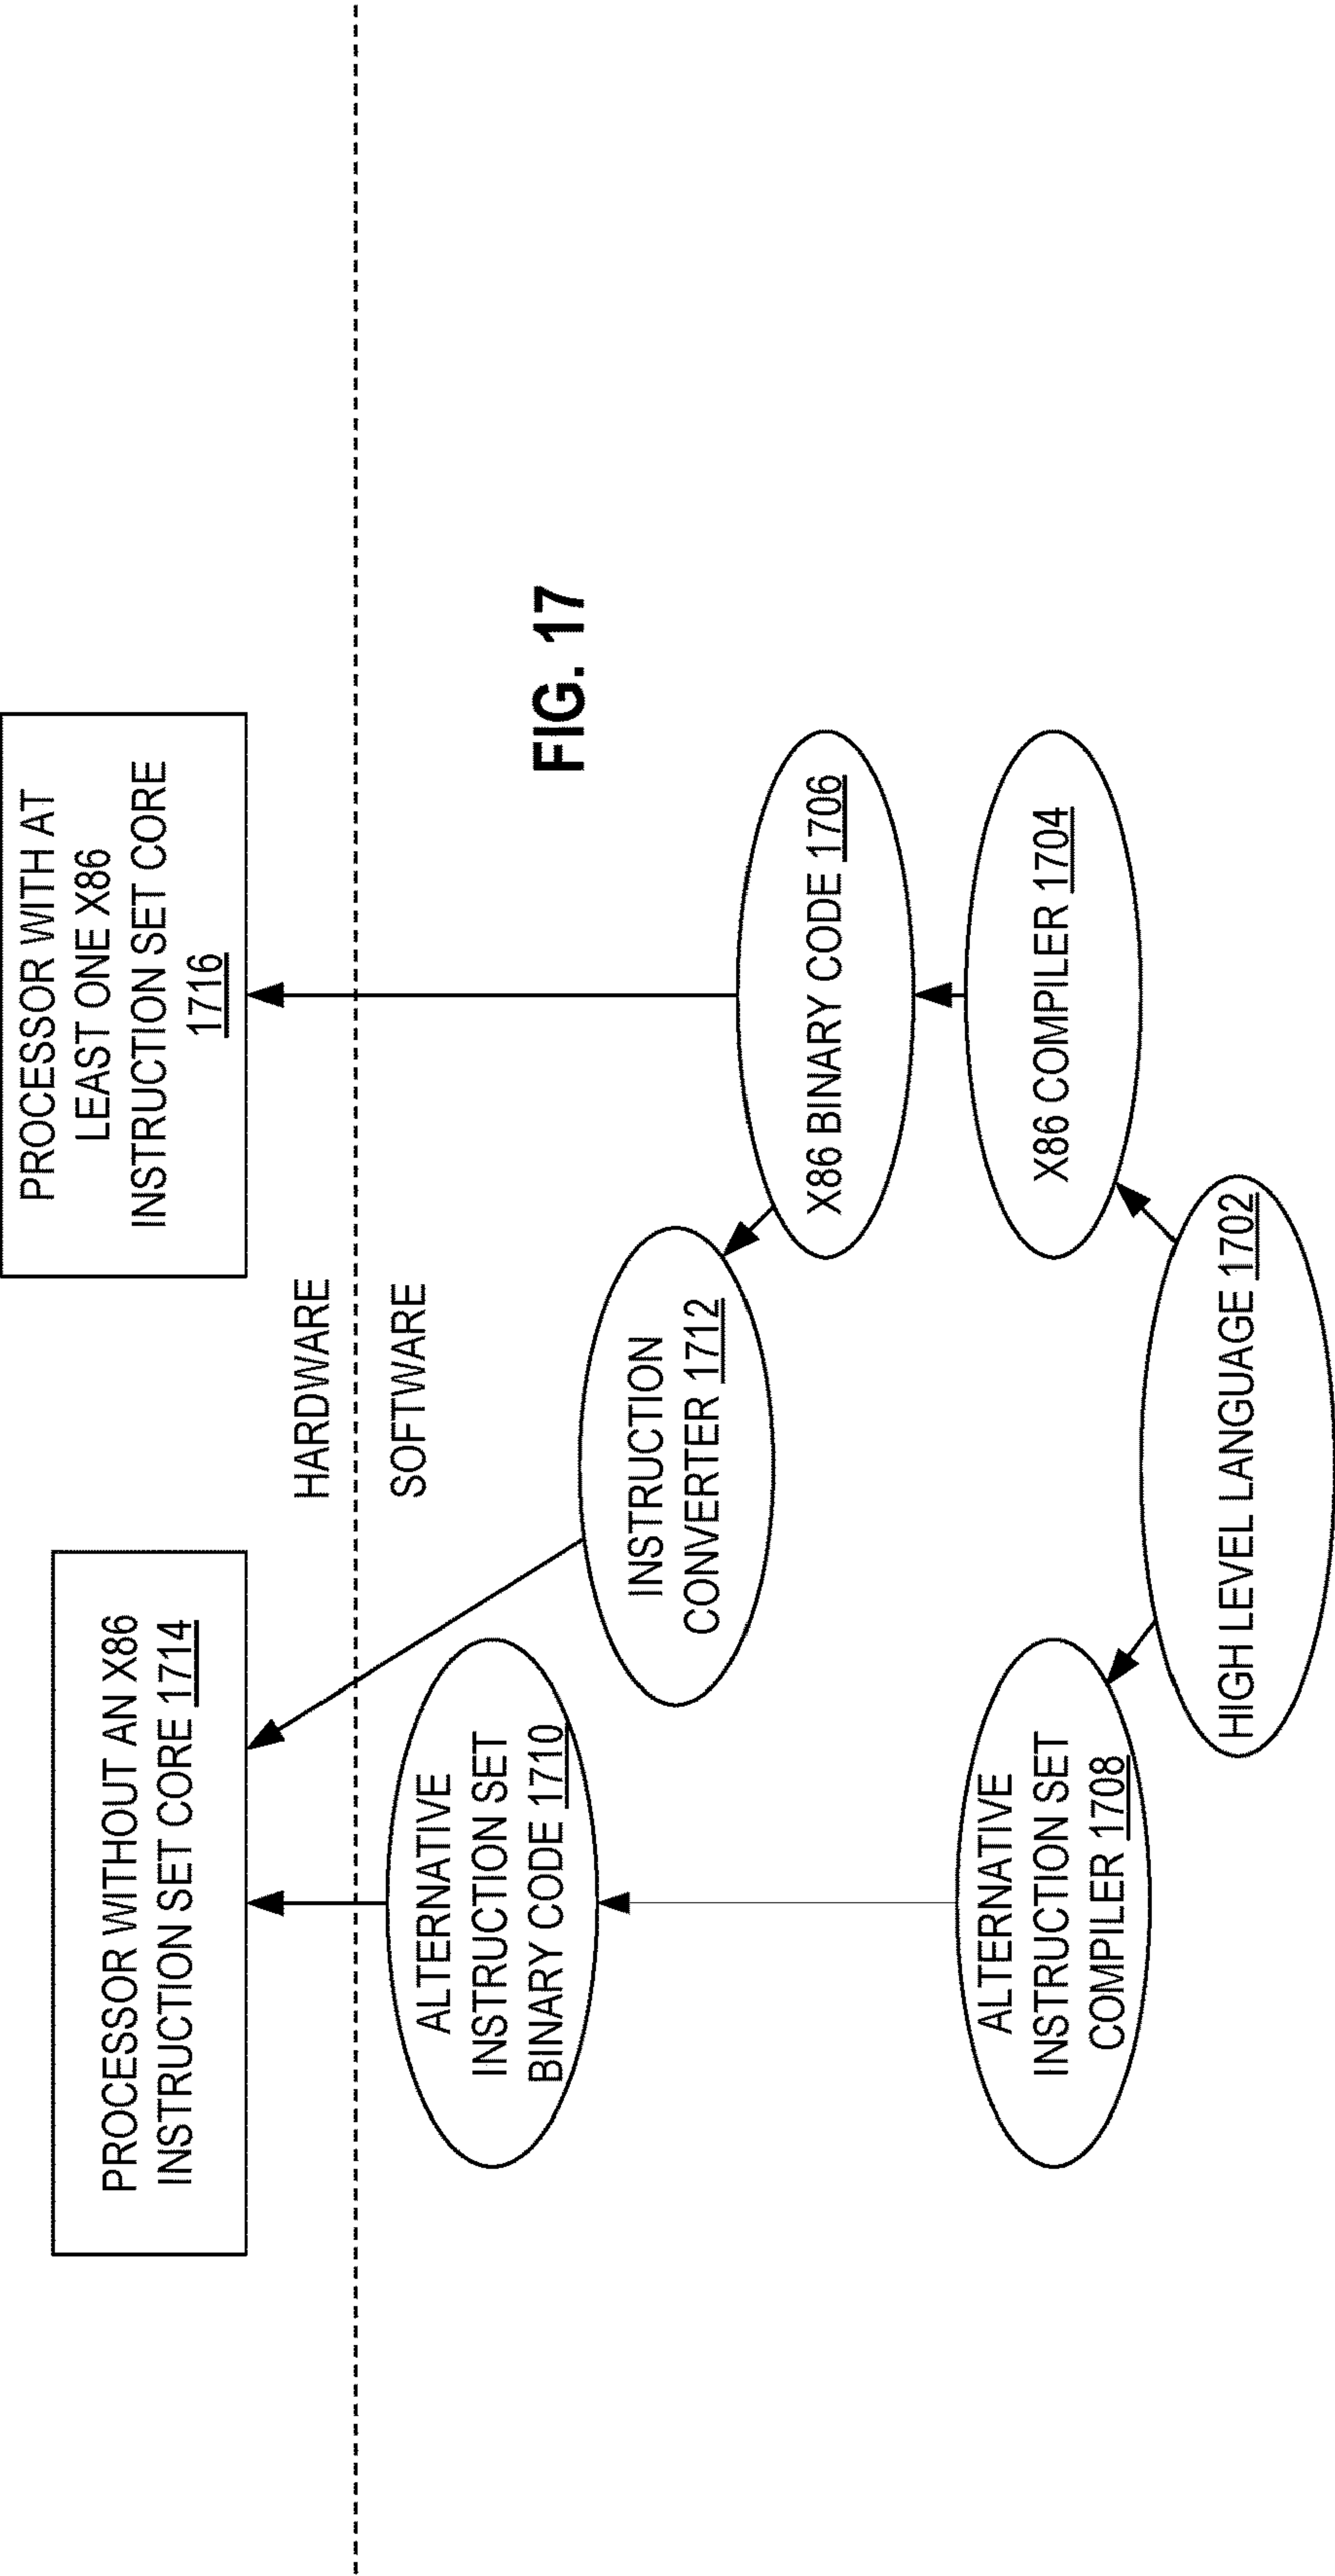 PROCESSOR WITHOUT AN X86
INSTRUCTION SET CORE 1714
PROCESSOR WITH AT
LEAST ONE X86
INSTRUCTION SET CORE
1716
HARDWARE
SOFTWARE
ALTERNATIVE
INSTRUCTION SET
BINARY CODE 1710
INSTRUCTION
CONVERTER 1712
FIG. 17
X86 BINARY CODE 1706
ALTERNATIVE
INSTRUCTION SET
COMPILER 1708
X86 COMPILER 1704
HIGH LEVEL LANGUAGE 1702